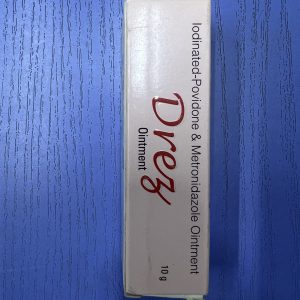 Iodinated-Povidone & Metronidazole Ointment
Drez
Ointment
10 g